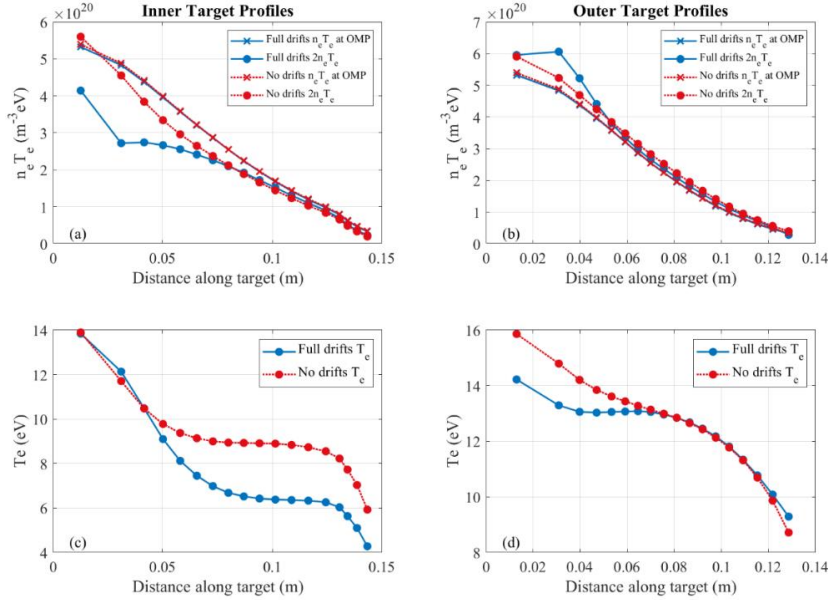 Inner Target Profiles
×10²⁰
6
5
4
3
2
1
0
n_eT_e (m⁻³eV)
Full drifts n_eT_e at OMP
Full drifts 2n_eT_e
No drifts n_eT_e at OMP
No drifts 2n_eT_e
(a)
0 0.05 0.1 0.15
Distance along target (m)
Outer Target Profiles
×10²⁰
7
6
5
4
3
2
1
0
n_eT_e (m⁻³eV)
Full drifts n_eT_e at OMP
Full drifts 2n_eT_e
No drifts n_eT_e at OMP
No drifts 2n_eT_e
(b)
0 0.02 0.04 0.06 0.08 0.1 0.12 0.14
Distance along target (m)
14
12
10
8
6
4
Te (eV)
Full drifts T_e
No drifts T_e
(c)
0 0.05 0.1 0.15
Distance along target (m)
16
14
12
10
8
Te (eV)
Full drifts T_e
No drifts T_e
(d)
0 0.02 0.04 0.06 0.08 0.1 0.12 0.14
Distance along target (m)